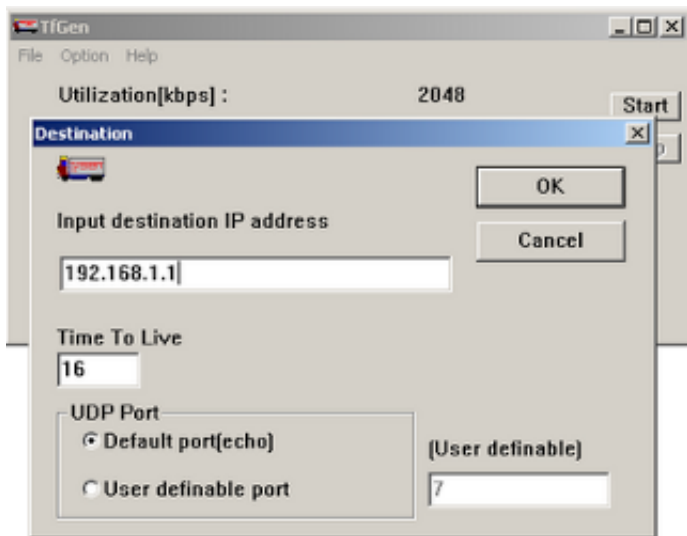 TfGen
File Option Help
Utilization[kbps] : 2048
Start
Destination
OK
Input destination IP address
Cancel
192.168.1.1
Time To Live
16
UDP Port
Default port(echo)
(User definable)
User definable port
7